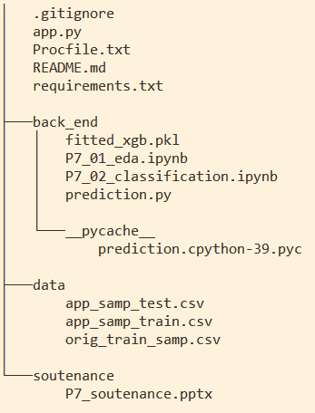 .gitignore
app.py
Procfile.txt
README.md
requirements.txt
back_end
fitted_xgb.pkl
P7_01_eda.ipynb
P7_02_classification.ipynb
prediction.py
__pycache__
prediction.cpython-39.pyc
data
app_samp_test.csv
app_samp_train.csv
orig_train_samp.csv
soutenance
P7_soutenance.pptx